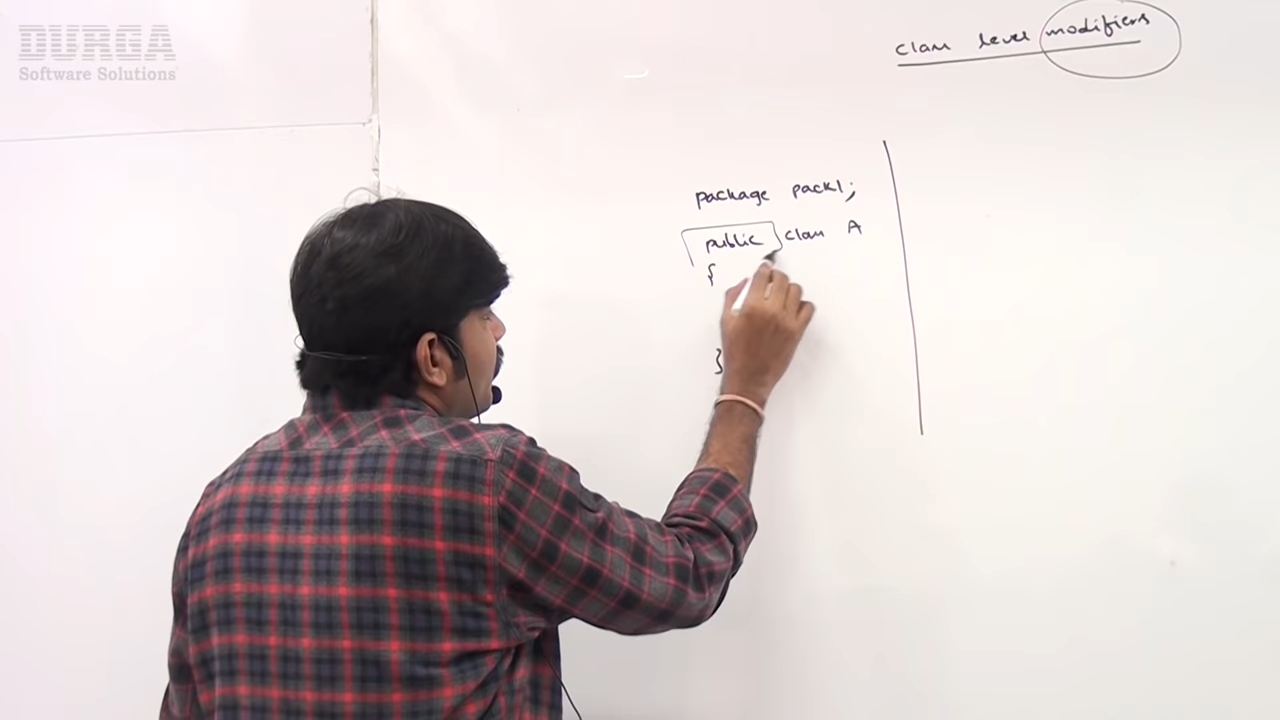 DURGA
Software Solutions
class level modifiers
package pack1;
public class A
{
}